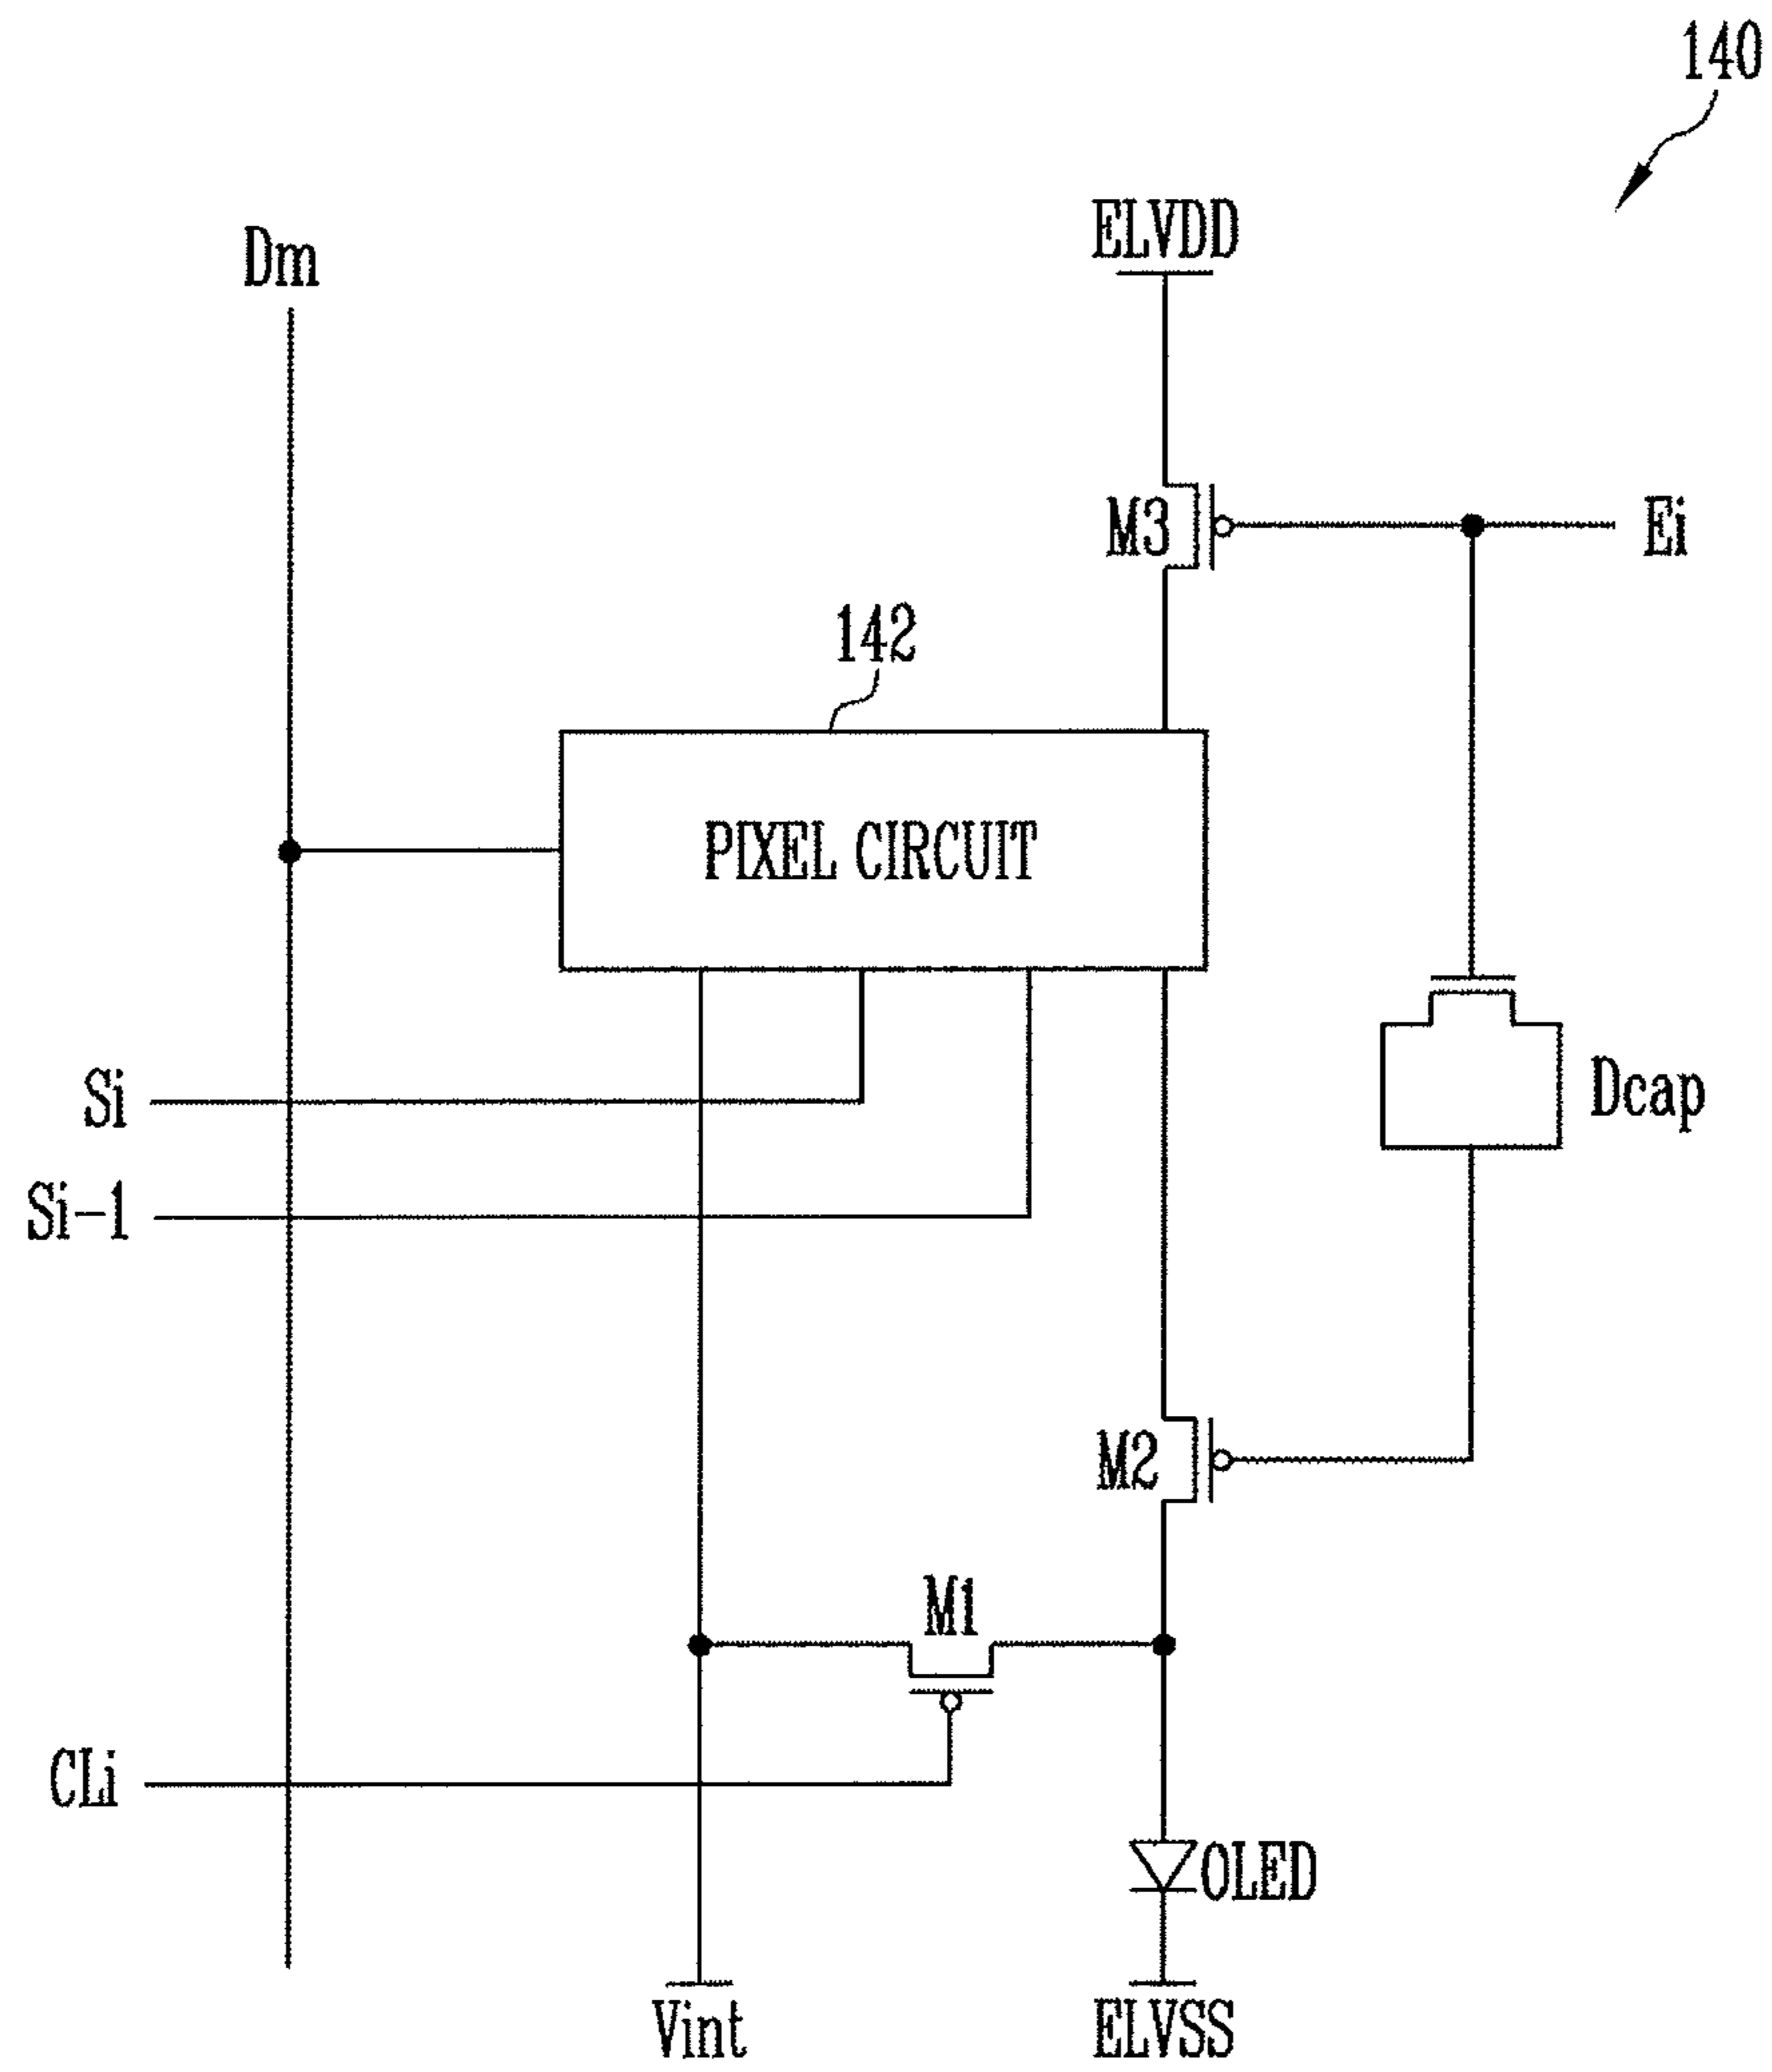 140
ELVDD
Dm
M3
Ei
142
PIXEL CIRCUIT
Si
Dcap
Si-1
M2
M1
CLi
OLED
Vint
ELVSS